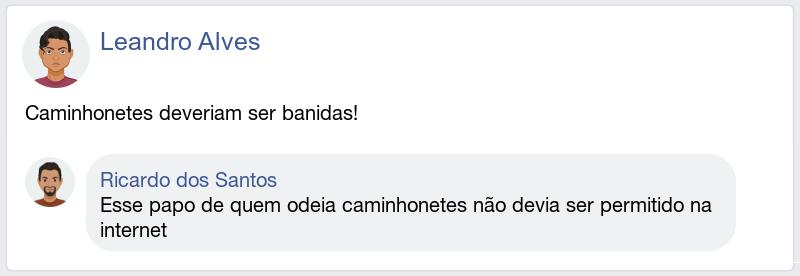 Leandro Alves
Caminhonetes deveriam ser banidas!
Ricardo dos Santos
Esse papo de quem odeia caminhonetes não devia ser permitido na
internet